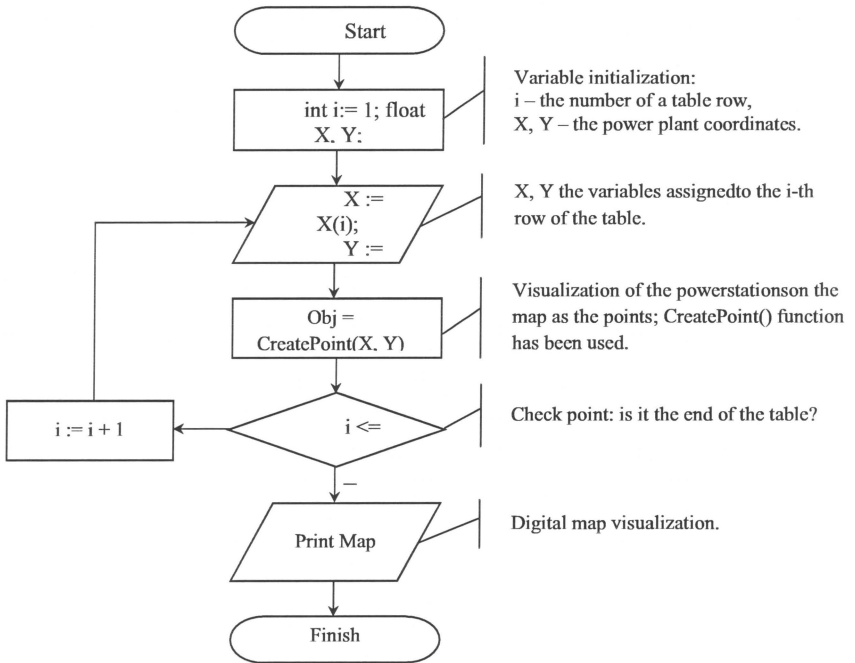 Start
int i:= 1; float
X, Y;
Variable initialization:
i – the number of a table row,
X, Y – the power plant coordinates.
X :=
X(i);
Y :=
X, Y the variables assignedto the i-th
row of the table.
Obj =
CreatePoint(X, Y)
Visualization of the powerstationson the
map as the points; CreatePoint() function
has been used.
i := i + 1
i <=
Check point: is it the end of the table?
–
Print Map
Digital map visualization.
Finish